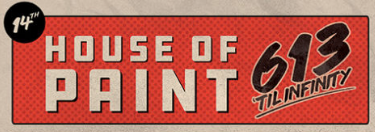 14TH
HOUSE OF
PAINT
613
'TIL INFINITY